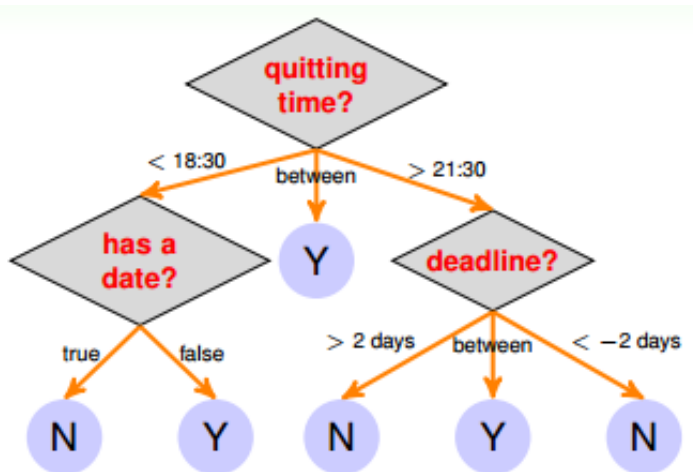 quitting
time?
< 18:30
between
> 21:30
has a
date?
Y
deadline?
true
false
> 2 days
between
< −2 days
N
Y
N
Y
N